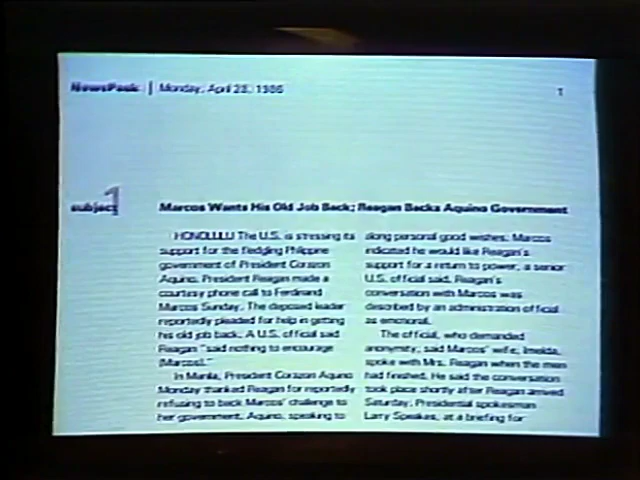 NewsPeek | Monday, April 28, 1986
1
subject 1
Marcos Wants His Old Job Back; Reagan Backs Aquino Government
HONOLULU The U.S. is stressing its
support for the fledgling Philippine
government of President Corazon
Aquino. President Reagan made a
courtesy phone call to Ferdinand
Marcos Sunday. The deposed leader
reportedly pleaded for help in getting
his old job back. A U.S. official said
Reagan "said nothing to encourage
(Marcos)."
In Manila, President Corazon Aquino
Monday thanked Reagan for reportedly
refusing to back Marcos' challenge to
her government. Aquino, speaking to
along personal good wishes. Marcos
indicated he would like Reagan's
support for a return to power, a senior
U.S. official said. Reagan's
conversation with Marcos was
described by an administration official
as emotional.
The official, who demanded
anonymity, said Marcos' wife, Imelda,
spoke with Mrs. Reagan when the men
had finished. He said the conversation
took place shortly after Reagan arrived
Saturday. Presidential spokesman
Larry Speakes, at a briefing for